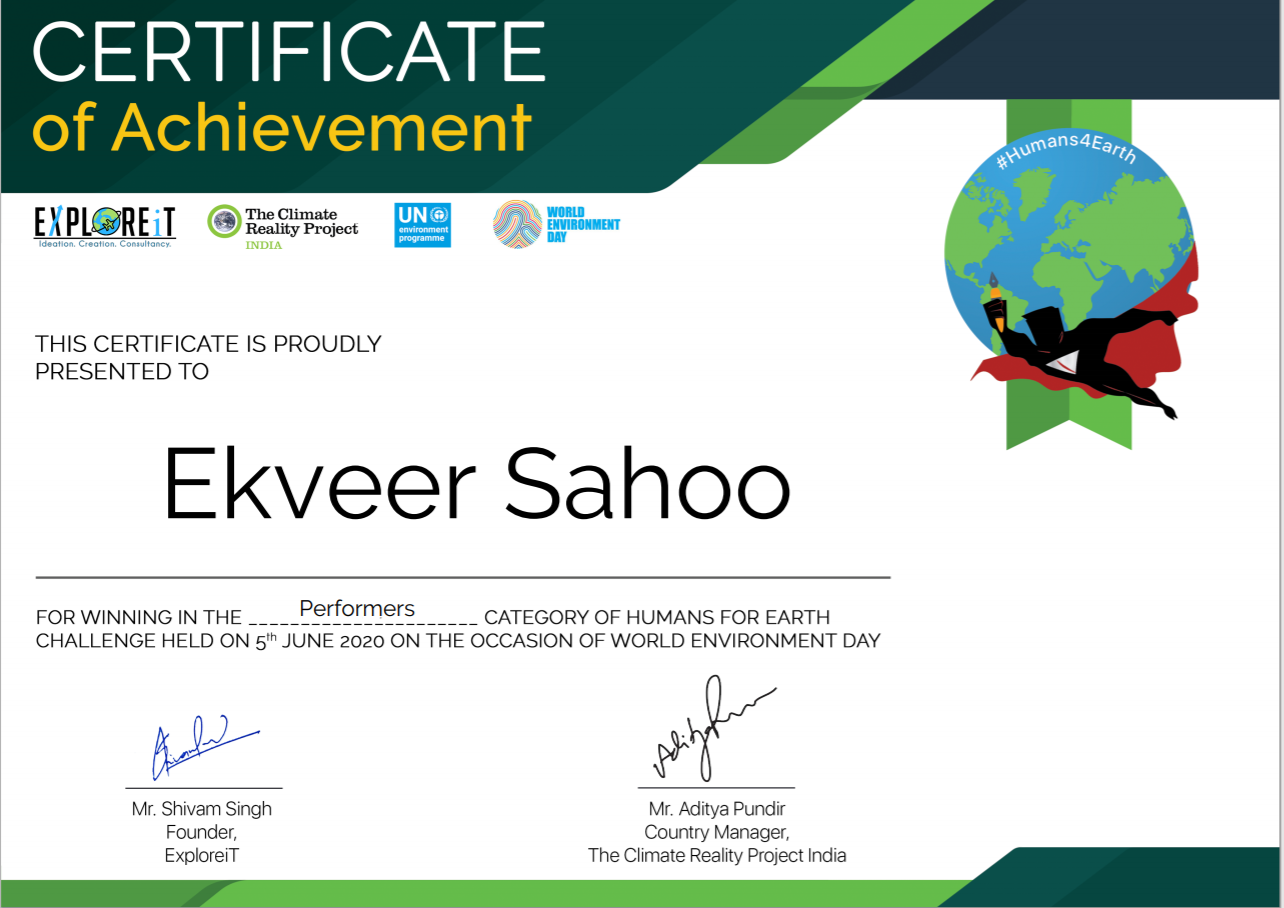 CERTIFICATE
of Achievement
#Humans4Earth
EXPLOREiT
Ideation. Creation. Consultancy.
The Climate
Reality Project
INDIA
UN
environment
programme
WORLD
ENVIRONMENT
DAY
THIS CERTIFICATE IS PROUDLY
PRESENTED TO
Ekveer Sahoo
FOR WINNING IN THE Performers CATEGORY OF HUMANS FOR EARTH
CHALLENGE HELD ON 5th JUNE 2020 ON THE OCCASION OF WORLD ENVIRONMENT DAY
Mr. Shivam Singh
Founder,
ExploreiT
Adityaphm
Mr. Aditya Pundir
Country Manager,
The Climate Reality Project India